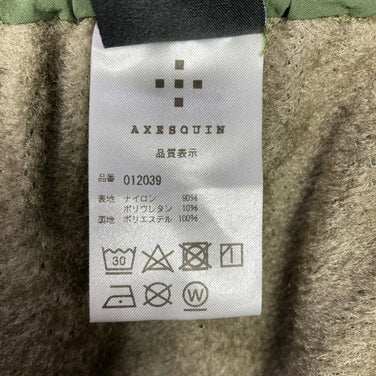 AXESQUIN
品質表示
品番 012039
表地: ナイロン 90%
ポリウレタン 10%
裏地: ポリエステル 100%
30
W